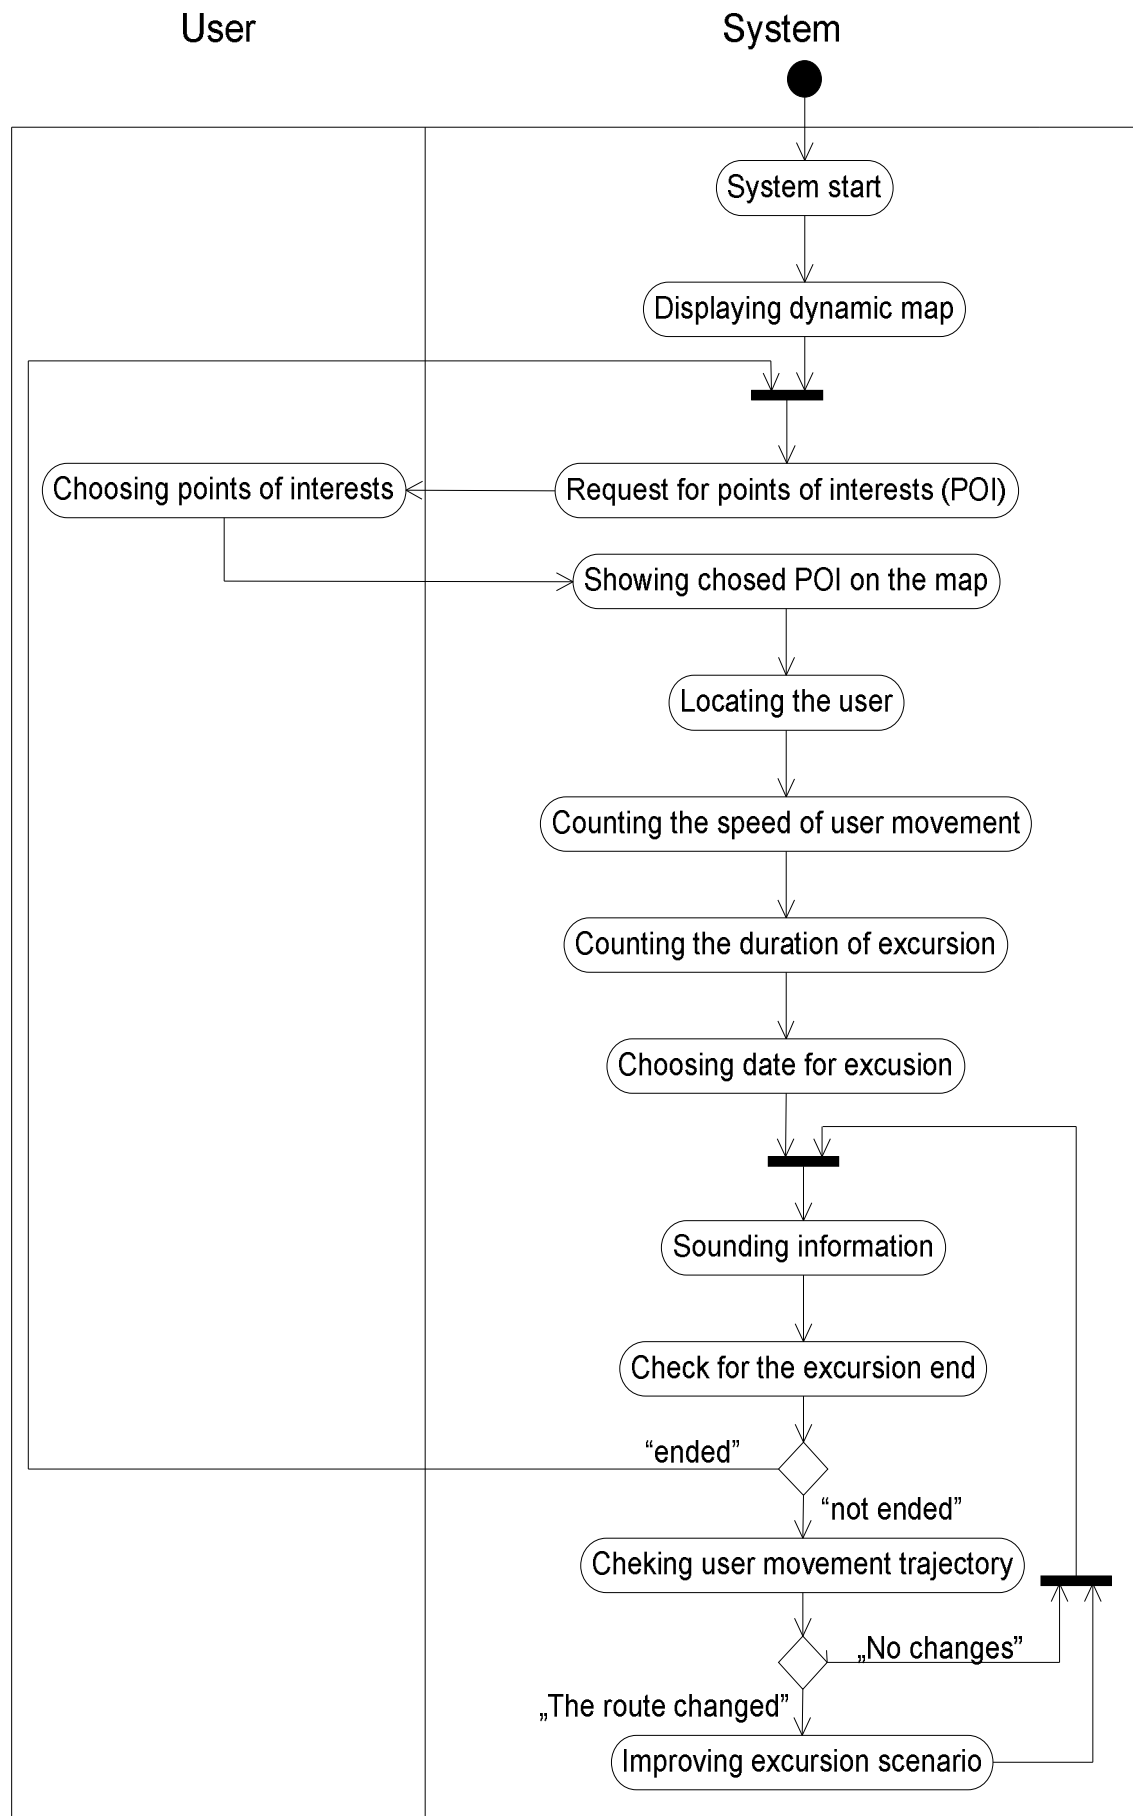 User
System
System start
Displaying dynamic map
Choosing points of interests
Request for points of interests (POI)
Showing chosed POI on the map
Locating the user
Counting the speed of user movement
Counting the duration of excursion
Choosing date for excusion
Sounding information
Check for the excursion end
“ended”
“not ended”
Cheking user movement trajectory
„No changes”
„The route changed”
Improving excursion scenario